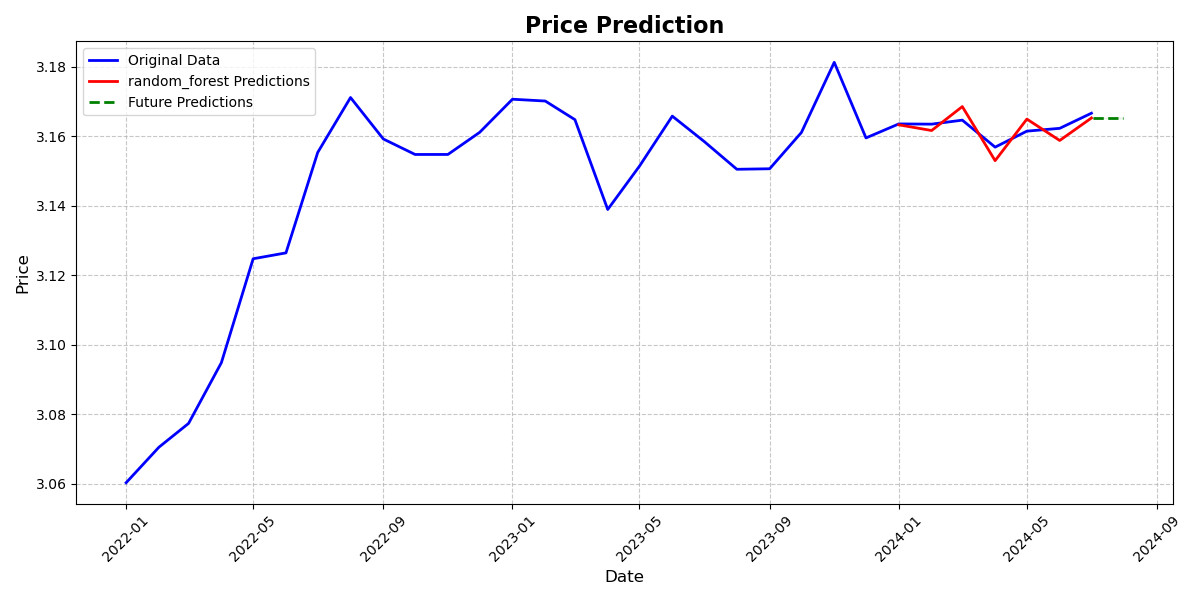 Price Prediction
Original Data
random_forest Predictions
Future Predictions
Price
3.18
3.16
3.14
3.12
3.10
3.08
3.06
2022-01
2022-05
2022-09
2023-01
2023-05
2023-09
2024-01
2024-05
2024-09
Date